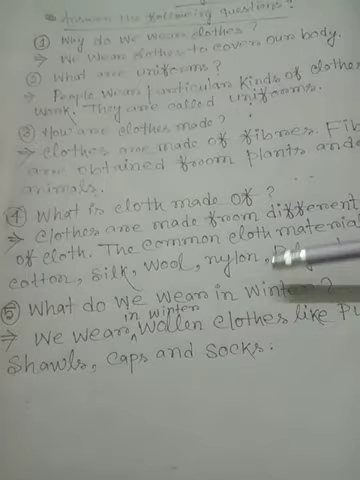 Answer the following questions:
① Why do we wear clothes?
⇒ We wear clothes to cover our body.
② What are uniforms?
⇒ People wear particular kinds of clothes
work. They are called uniforms.
③ How are clothes made?
⇒ Clothes are made of fibres. Fib
are obtained from plants and
animals.
④ What is cloth made of?
⇒ Clothes are made from different
of cloth. The common cloth material
cotton, silk, wool, nylon,
⑤ What do we wear in winter?
⇒ We wear in winter wollen clothes like Pu
Shawls, caps and socks.